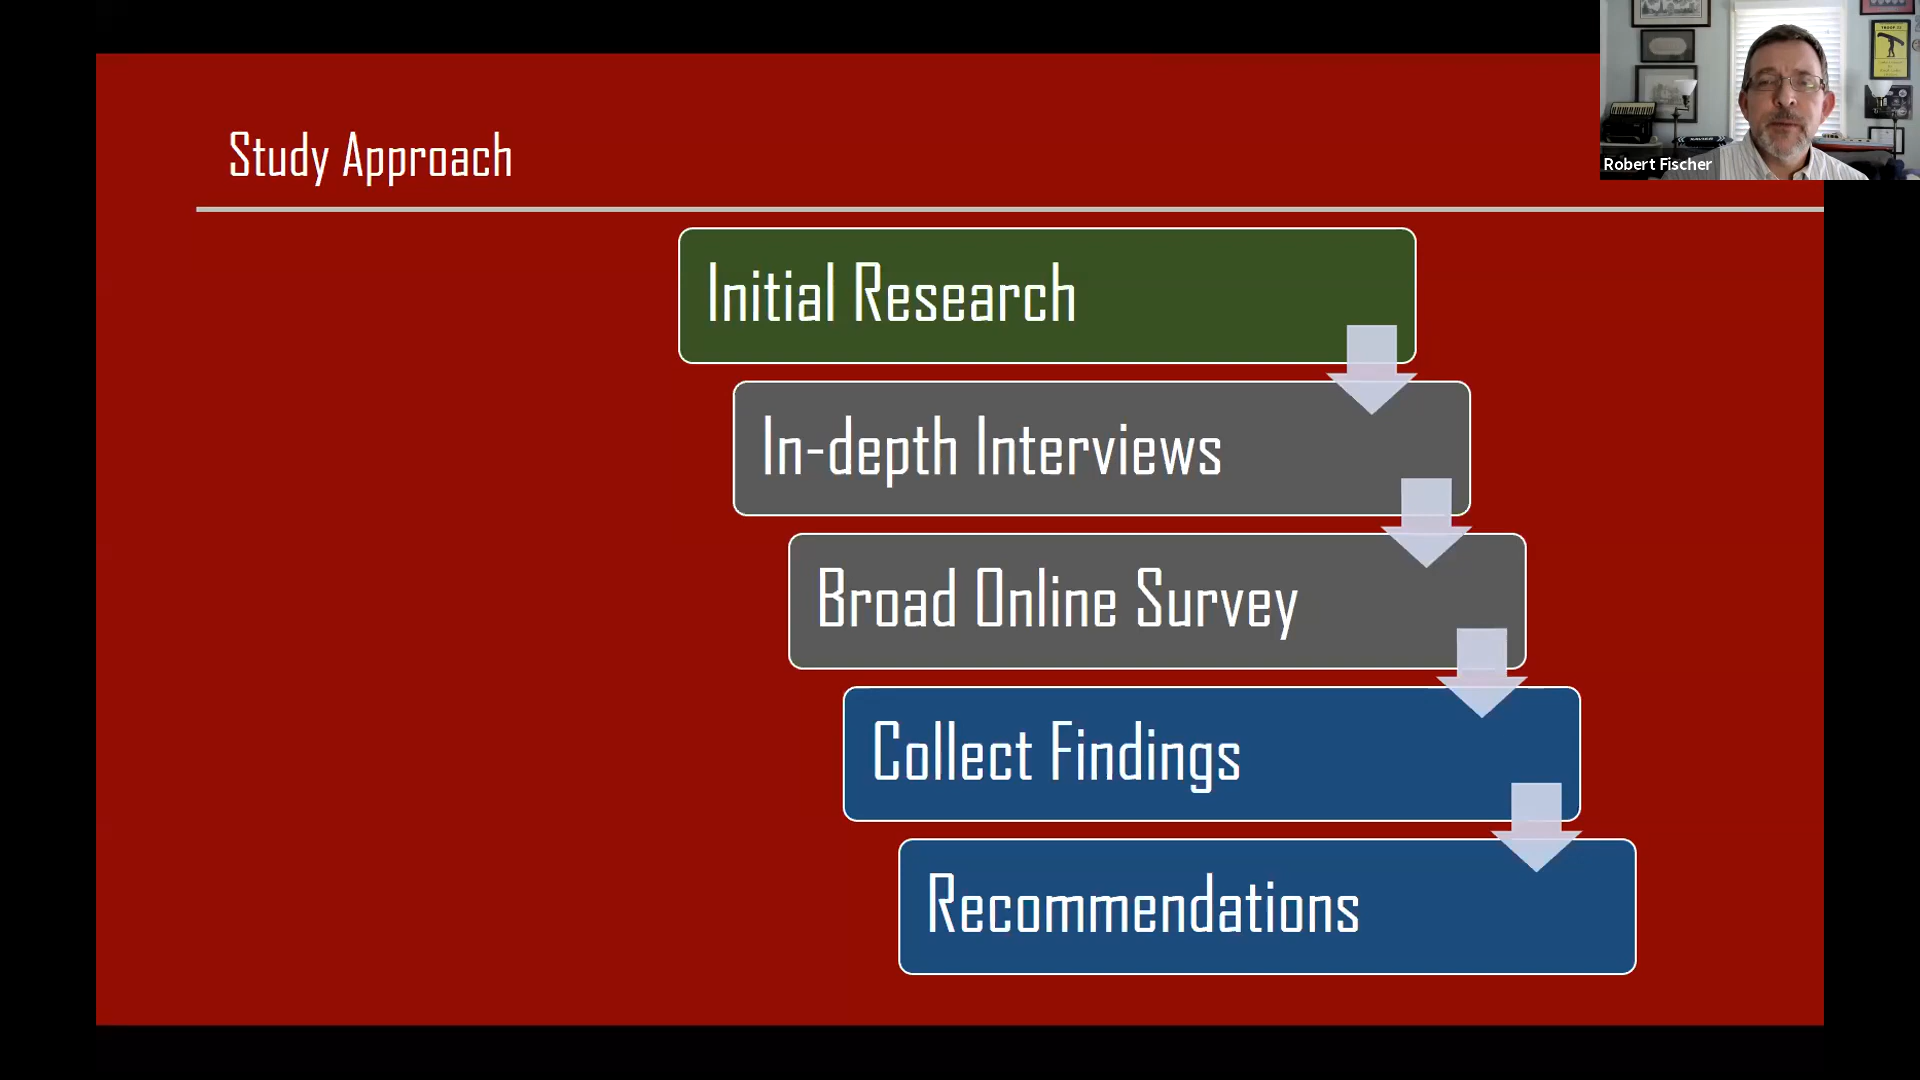 Study Approach
Initial Research
In-depth Interviews
Broad Online Survey
Collect Findings
Recommendations
Robert Fischer